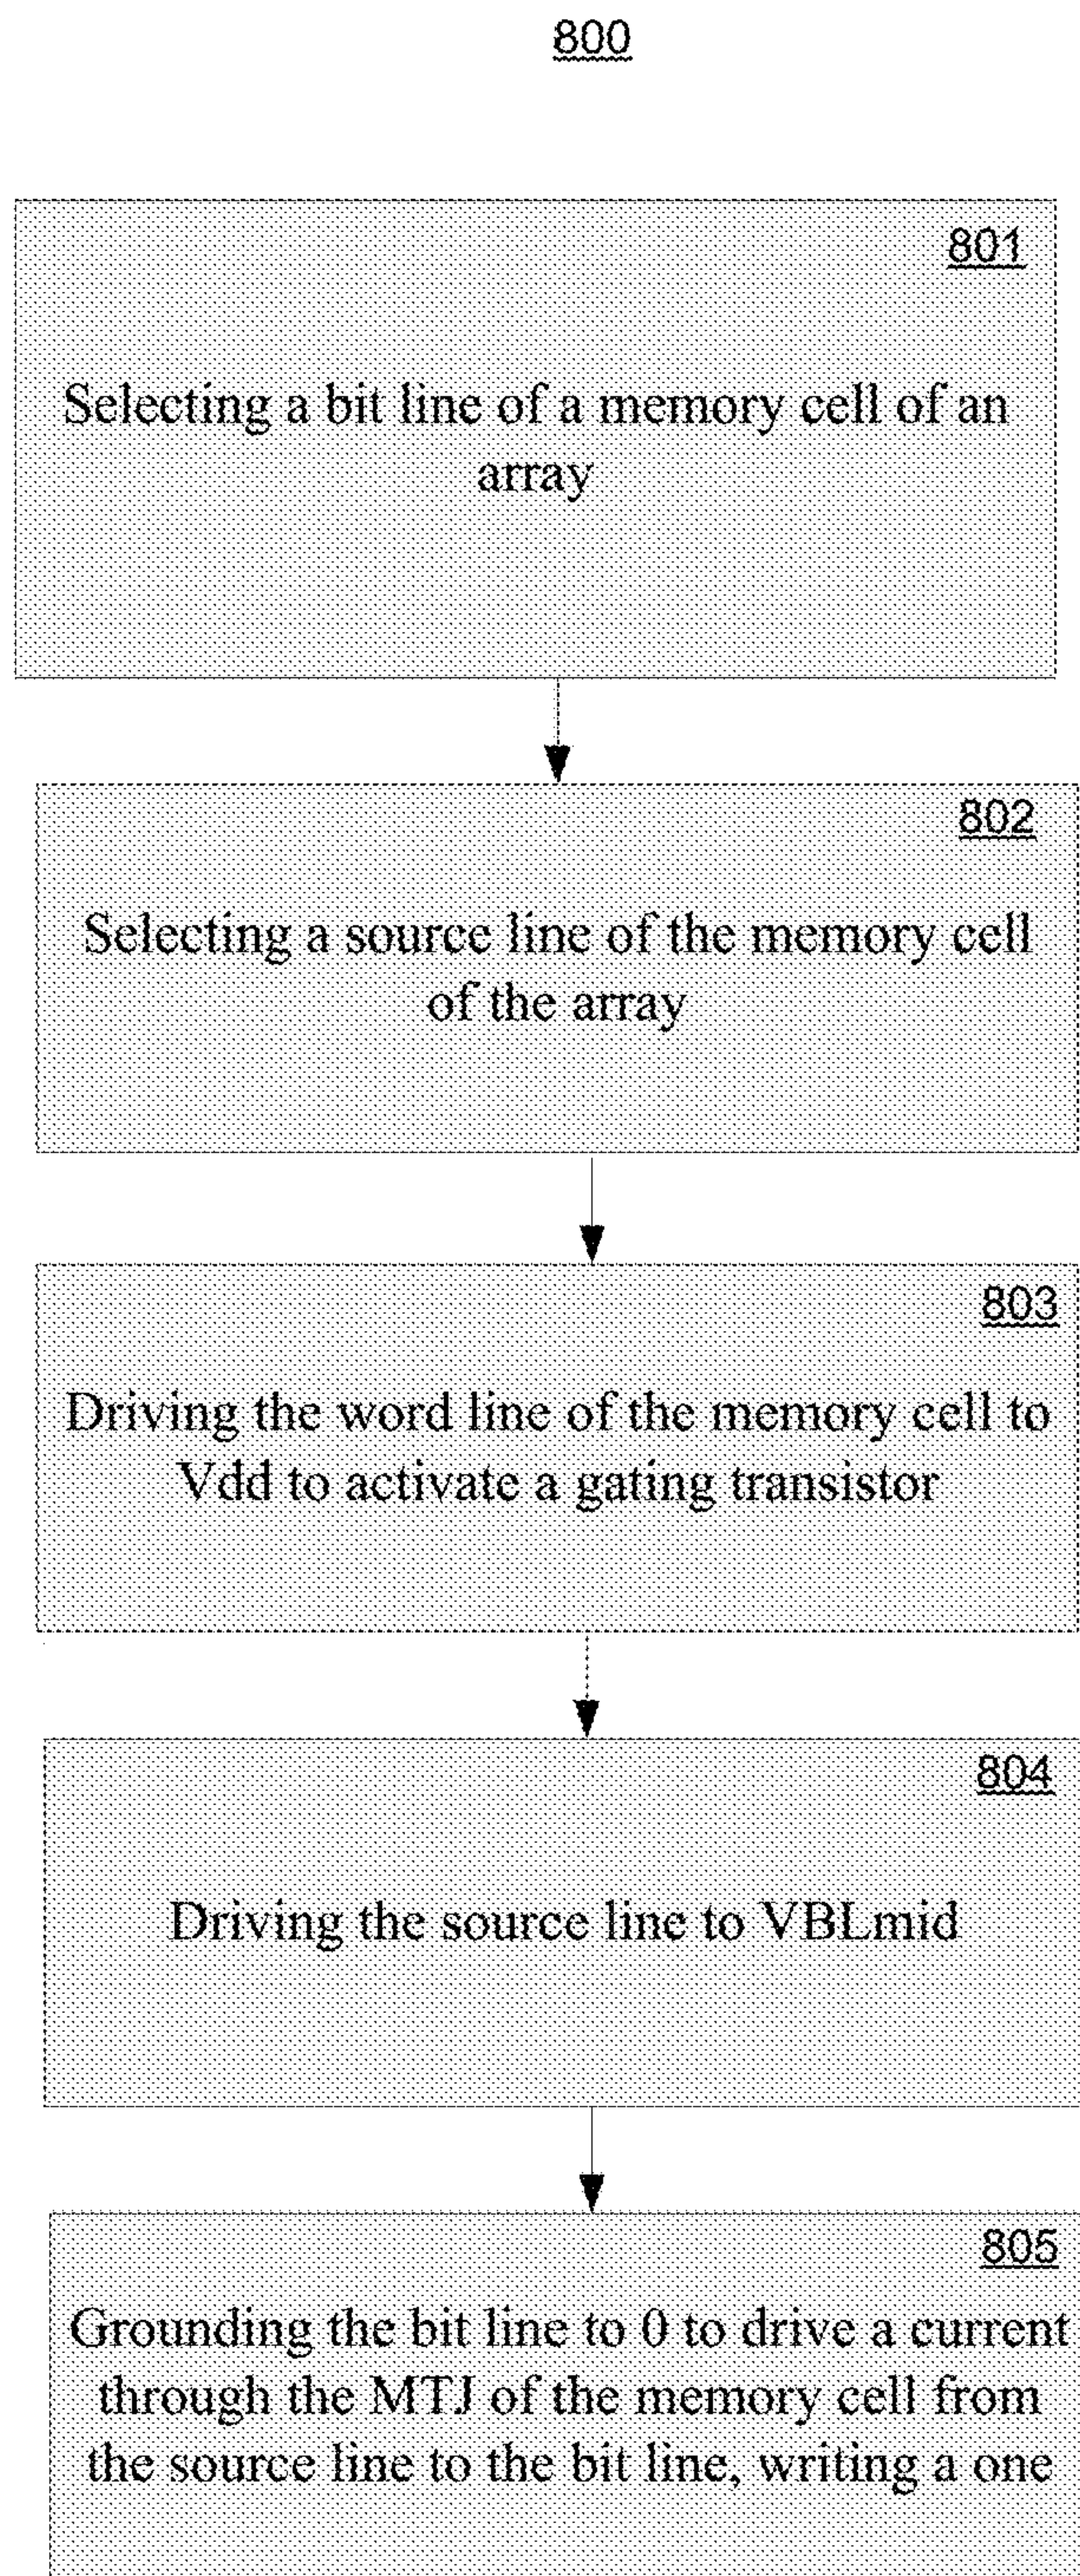 800
801
Selecting a bit line of a memory cell of an
array
802
Selecting a source line of the memory cell
of the array
803
Driving the word line of the memory cell to
Vdd to activate a gating transistor
804
Driving the source line to VBLmid
805
Grounding the bit line to 0 to drive a current
through the MTJ of the memory cell from
the source line to the bit line, writing a one